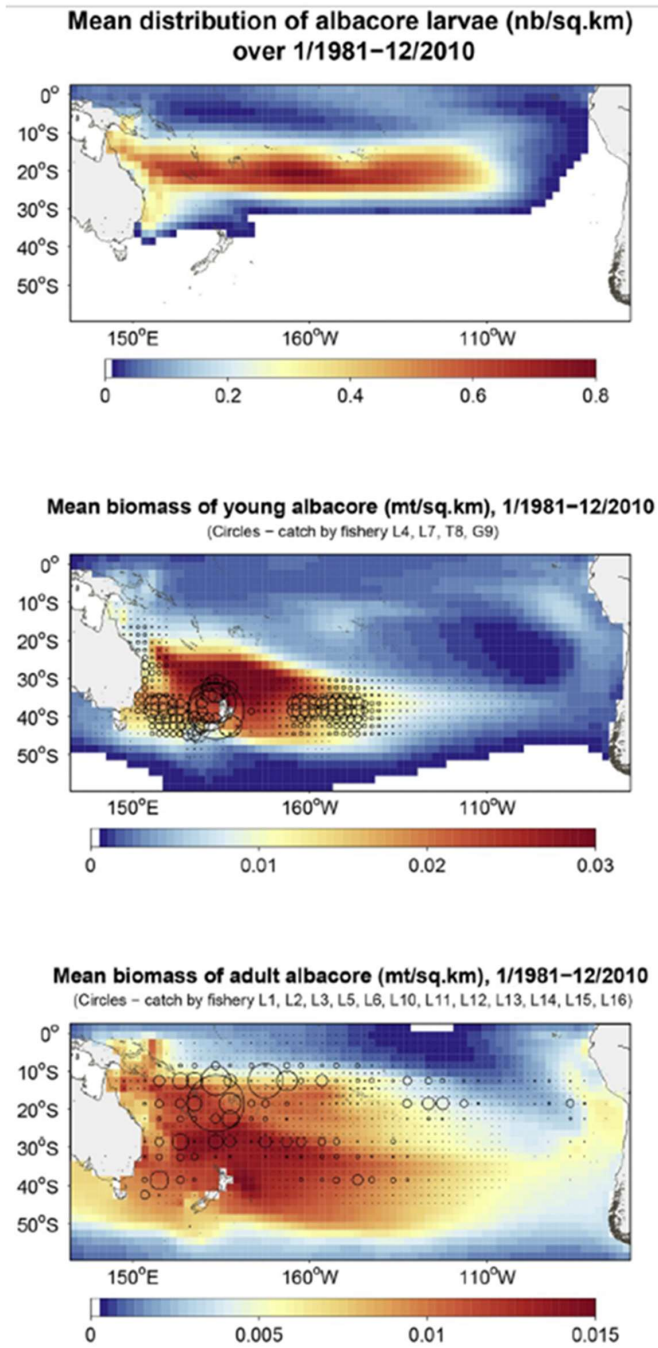 Mean distribution of albacore larvae (nb/sq.km)
over 1/1981−12/2010
0°
10°S
20°S
30°S
40°S
50°S
150°E 160°W 110°W
0 0.2 0.4 0.6 0.8
Mean biomass of young albacore (mt/sq.km), 1/1981−12/2010
(Circles − catch by fishery L4, L7, T8, G9)
0°
10°S
20°S
30°S
40°S
50°S
150°E 160°W 110°W
0 0.01 0.02 0.03
Mean biomass of adult albacore (mt/sq.km), 1/1981−12/2010
(Circles − catch by fishery L1, L2, L3, L5, L6, L10, L11, L12, L13, L14, L15, L16)
0°
10°S
20°S
30°S
40°S
50°S
150°E 160°W 110°W
0 0.005 0.01 0.015